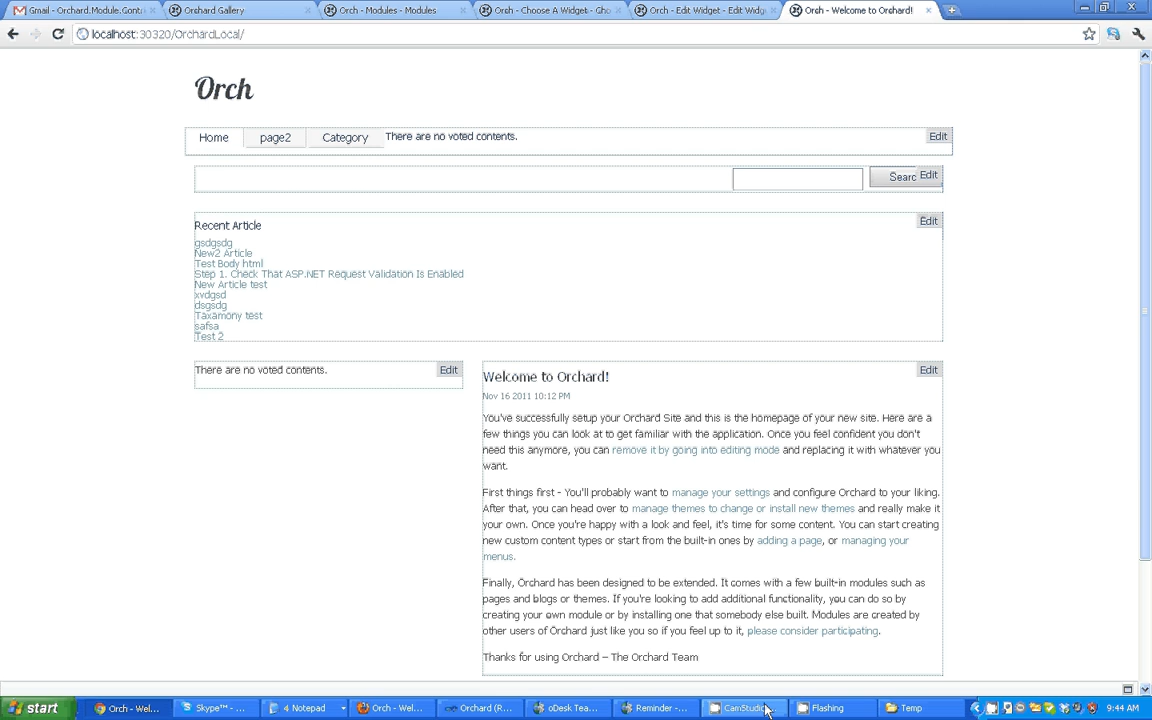 Gmail - Orchard.Module.Gont
Orchard Gallery
Orch - Modules - Modules
Orch - Choose A Widget - Gho
Orch - Edit Widget - Edit Widg
Orch - Welcome to Orchard!
localhost:30320/OrchardLocal/
Orch
Home
page2
Category
There are no voted contents.
Edit
Searc
Edit
Recent Article
Edit
gsdgsdg
New2 Article
Test Body html
Step 1. Check That ASP.NET Request Validation Is Enabled
New Article test
xvdgsd
dsgsdg
Taxamony test
safsa
Test 2
There are no voted contents.
Edit
Welcome to Orchard!
Edit
Nov 16 2011 10:12 PM
You've successfully setup your Orchard Site and this is the homepage of your new site. Here are a
few things you can look at to get familiar with the application. Once you feel confident you don't
need this anymore, you can remove it by going into editing mode and replacing it with whatever you
want.
First things first - You'll probably want to manage your settings and configure Orchard to your liking.
After that, you can head over to manage themes to change or install new themes and really make it
your own. Once you're happy with a look and feel, it's time for some content. You can start creating
new custom content types or start from the built-in ones by adding a page, or managing your
menus.
Finally, Orchard has been designed to be extended. It comes with a few built-in modules such as
pages and blogs or themes. If you're looking to add additional functionality, you can do so by
creating your own module or by installing one that somebody else built. Modules are created by
other users of Orchard just like you so if you feel up to it, please consider participating.
Thanks for using Orchard – The Orchard Team
start
Orch - Wel...
Skype™ - ...
4 Notepad
Orch - Wel...
Orchard (R...
oDesk Tea...
Reminder -...
CamStudio
Flashing
Temp
9:44 AM